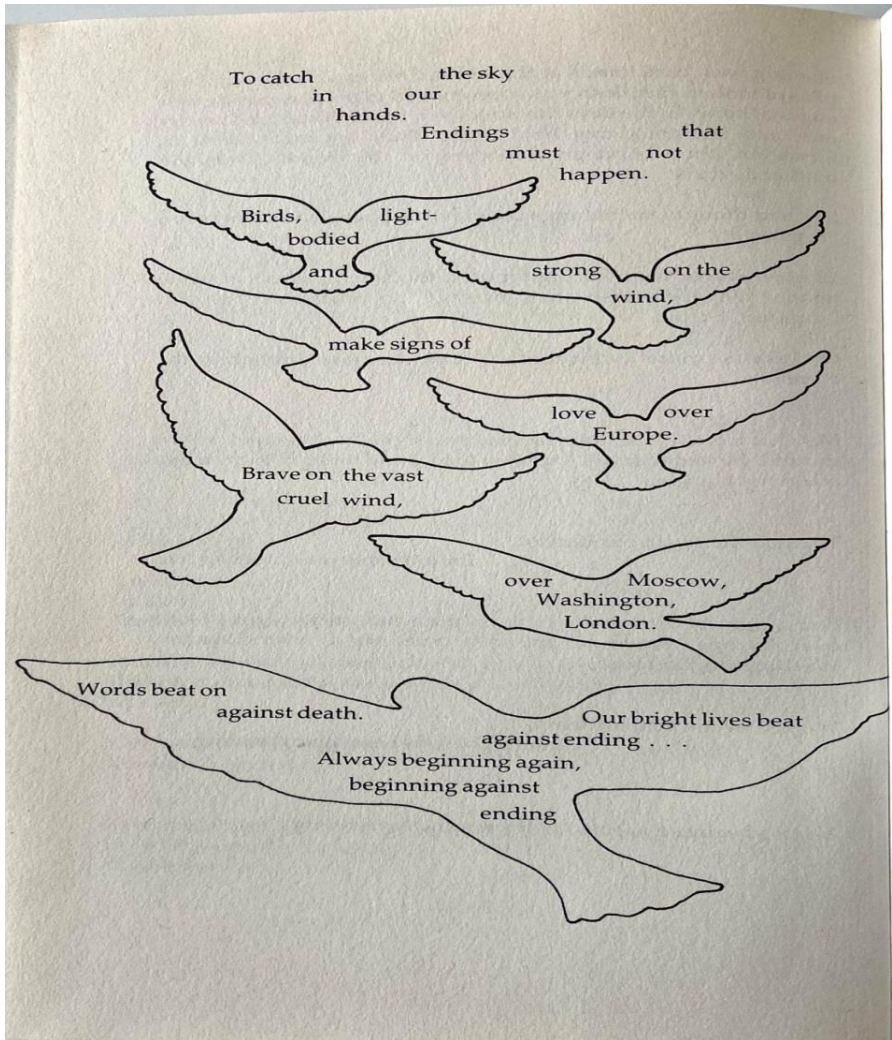 To catch the sky
in our
hands.
Endings that
must not
happen.
Birds, light-
bodied
and
strong on the
wind,
make signs of
love over
Europe.
Brave on the vast
cruel wind,
over Moscow,
Washington,
London.
Words beat on
against death.
Our bright lives beat
against ending . . .
Always beginning again,
beginning against
ending